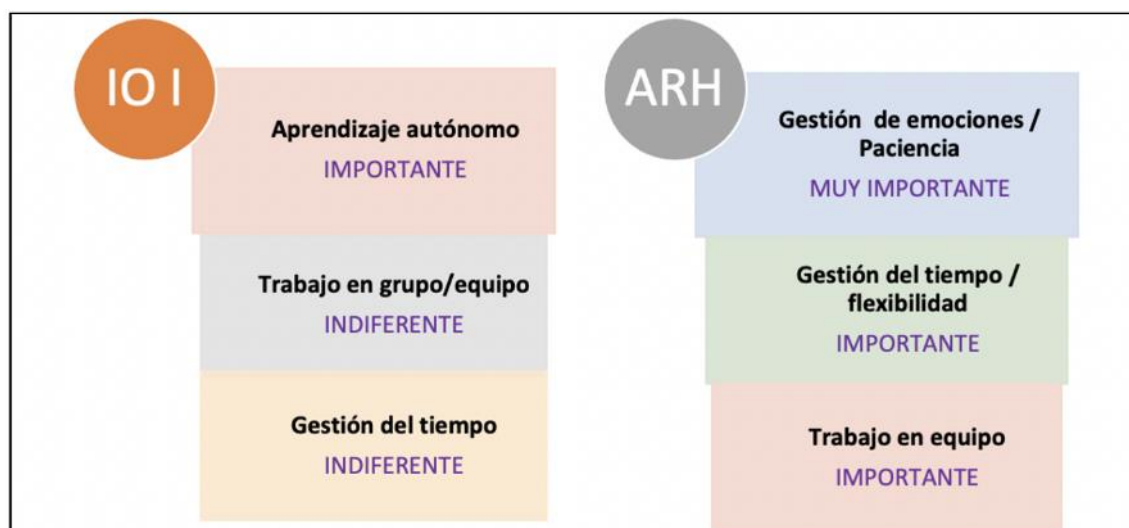 IO I
Aprendizaje autónomo
IMPORTANTE
Trabajo en grupo/equipo
INDIFERENTE
Gestión del tiempo
INDIFERENTE
ARH
Gestión de emociones /
Paciencia
MUY IMPORTANTE
Gestión del tiempo /
flexibilidad
IMPORTANTE
Trabajo en equipo
IMPORTANTE